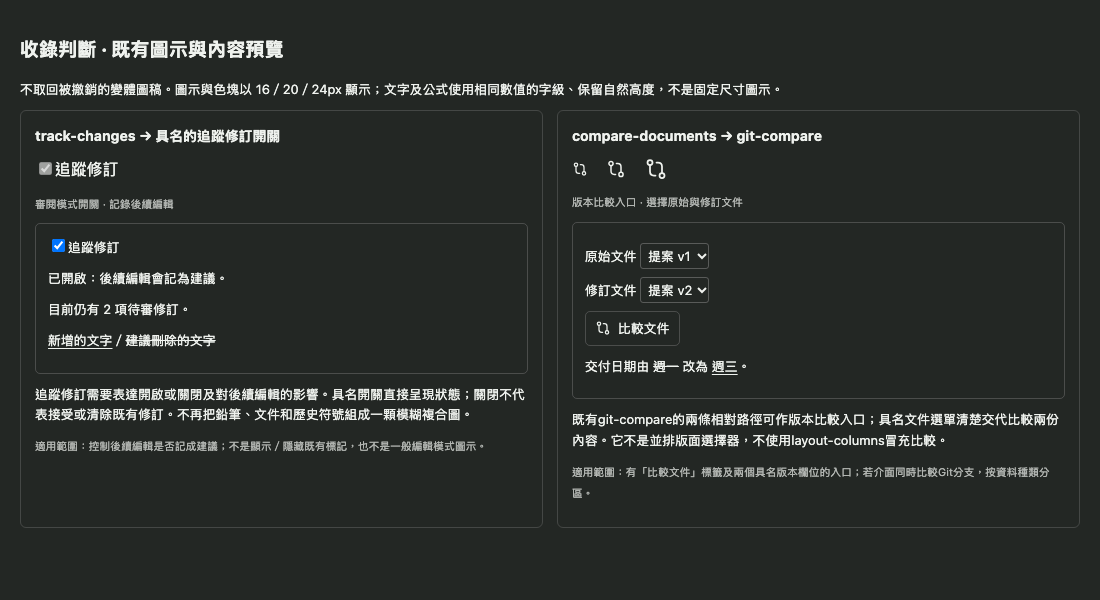 收錄判斷 · 既有圖示與內容預覽
不取回被撤銷的變體圖稿。圖示與色塊以 16 / 20 / 24px 顯示；文字及公式使用相同數值的字級、保留自然高度，不是固定尺寸圖示。
track-changes → 具名的追蹤修訂開關
追蹤修訂
審閱模式開關 · 記錄後續編輯
追蹤修訂
已開啟：後續編輯會記為建議。
目前仍有 2 項待審修訂。
新增的文字 / 建議刪除的文字
追蹤修訂需要表達開啟或關閉及對後續編輯的影響。具名開關直接呈現狀態；關閉不代
表接受或清除既有修訂。不再把鉛筆、文件和歷史符號組成一顆模糊複合圖。
適用範圍：控制後續編輯是否記成建議；不是顯示 / 隱藏既有標記，也不是一般編輯模式圖示。
compare-documents → git-compare
版本比較入口 · 選擇原始與修訂文件
原始文件 提案 v1
修訂文件 提案 v2
比較文件
交付日期由 週一 改為 週三。
既有git-compare的兩條相對路徑可作版本比較入口；具名文件選單清楚交代比較兩份
內容。它不是並排版面選擇器，不使用layout-columns冒充比較。
適用範圍：有「比較文件」標籤及兩個具名版本欄位的入口；若介面同時比較Git分支，按資料種類分
區。